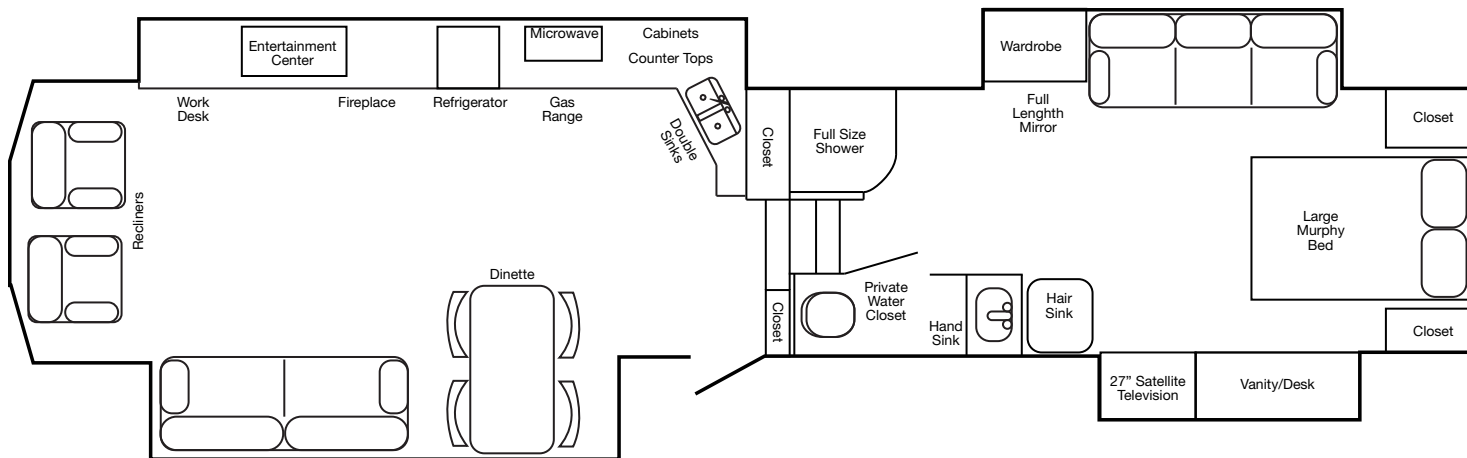 Entertainment
Center
Microwave
Cabinets
Counter Tops
Work
Desk
Fireplace
Refrigerator
Gas
Range
Double
Sinks
Closet
Full Size
Shower
Wardrobe
Full
Lenghth
Mirror
Closet
Recliners
Large
Murphy
Bed
Dinette
Closet
Private
Water
Closet
Hand
Sink
Hair
Sink
Closet
27” Satellite
Television
Vanity/Desk